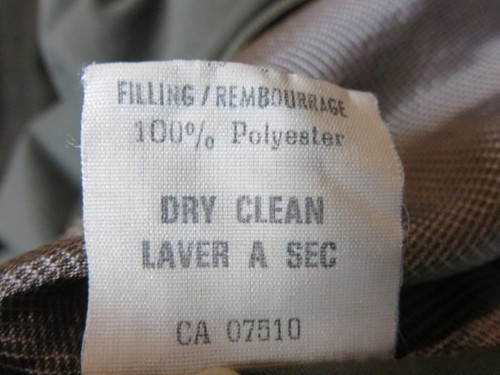 FILLING/REMBOURRAGE
100% Polyester
DRY CLEAN
LAVER A SEC
CA 07510